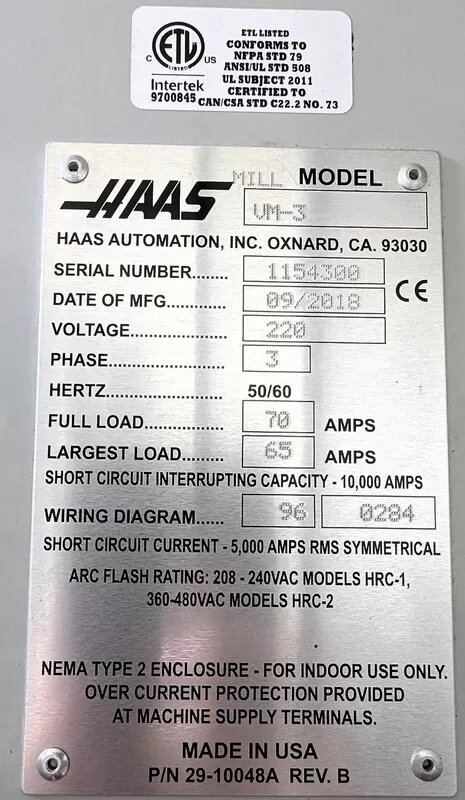 ETL LISTED
CONFORMS TO
NFPA STD 79
ANSI/UL STD 508
UL SUBJECT 2011
CERTIFIED TO
CAN/CSA STD C22.2 NO. 73
C ETL US
LISTED
Intertek
9700845
HAAS MILL MODEL
VM-3
HAAS AUTOMATION, INC. OXNARD, CA. 93030
SERIAL NUMBER........ 1154300
DATE OF MFG............. 09/2018 CE
VOLTAGE.................... 220
PHASE......................... 3
HERTZ 50/60
FULL LOAD................. 70 AMPS
LARGEST LOAD.......... 65 AMPS
SHORT CIRCUIT INTERRUPTING CAPACITY - 10,000 AMPS
WIRING DIAGRAM...... 96 0284
SHORT CIRCUIT CURRENT - 5,000 AMPS RMS SYMMETRICAL
ARC FLASH RATING: 208 - 240VAC MODELS HRC-1,
360-480VAC MODELS HRC-2
NEMA TYPE 2 ENCLOSURE - FOR INDOOR USE ONLY.
OVER CURRENT PROTECTION PROVIDED
AT MACHINE SUPPLY TERMINALS.
MADE IN USA
P/N 29-10048A REV. B